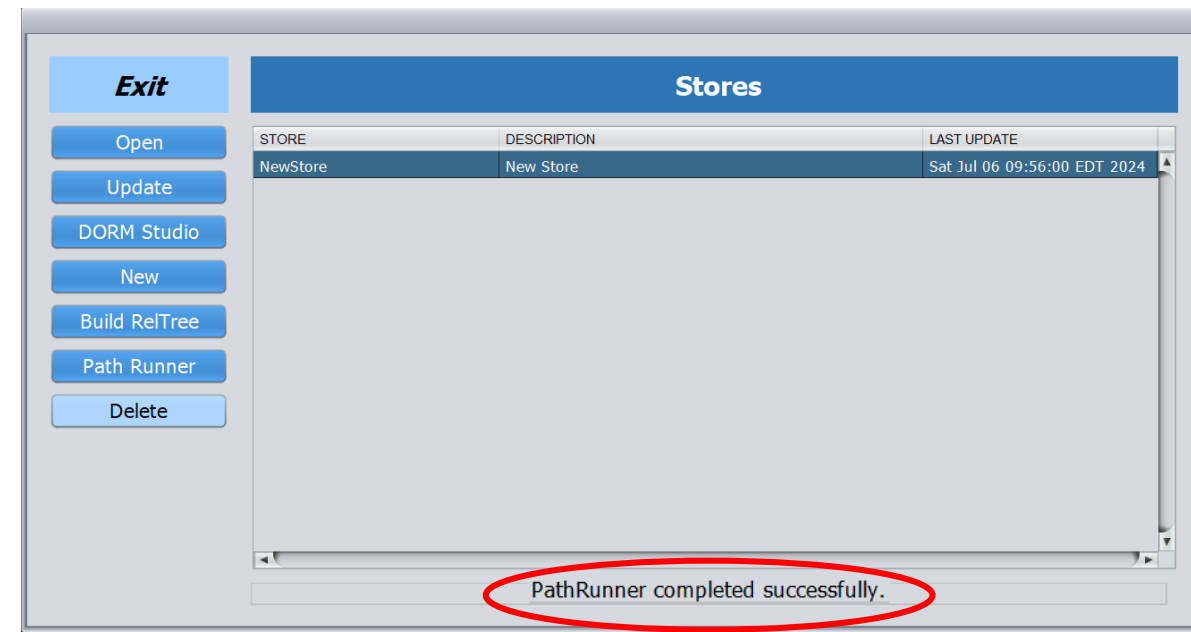 Exit
Stores
Open
Update
DORM Studio
New
Build RelTree
Path Runner
Delete
STORE DESCRIPTION LAST UPDATE
NewStore New Store Sat Jul 06 09:56:00 EDT 2024
PathRunner completed successfully.